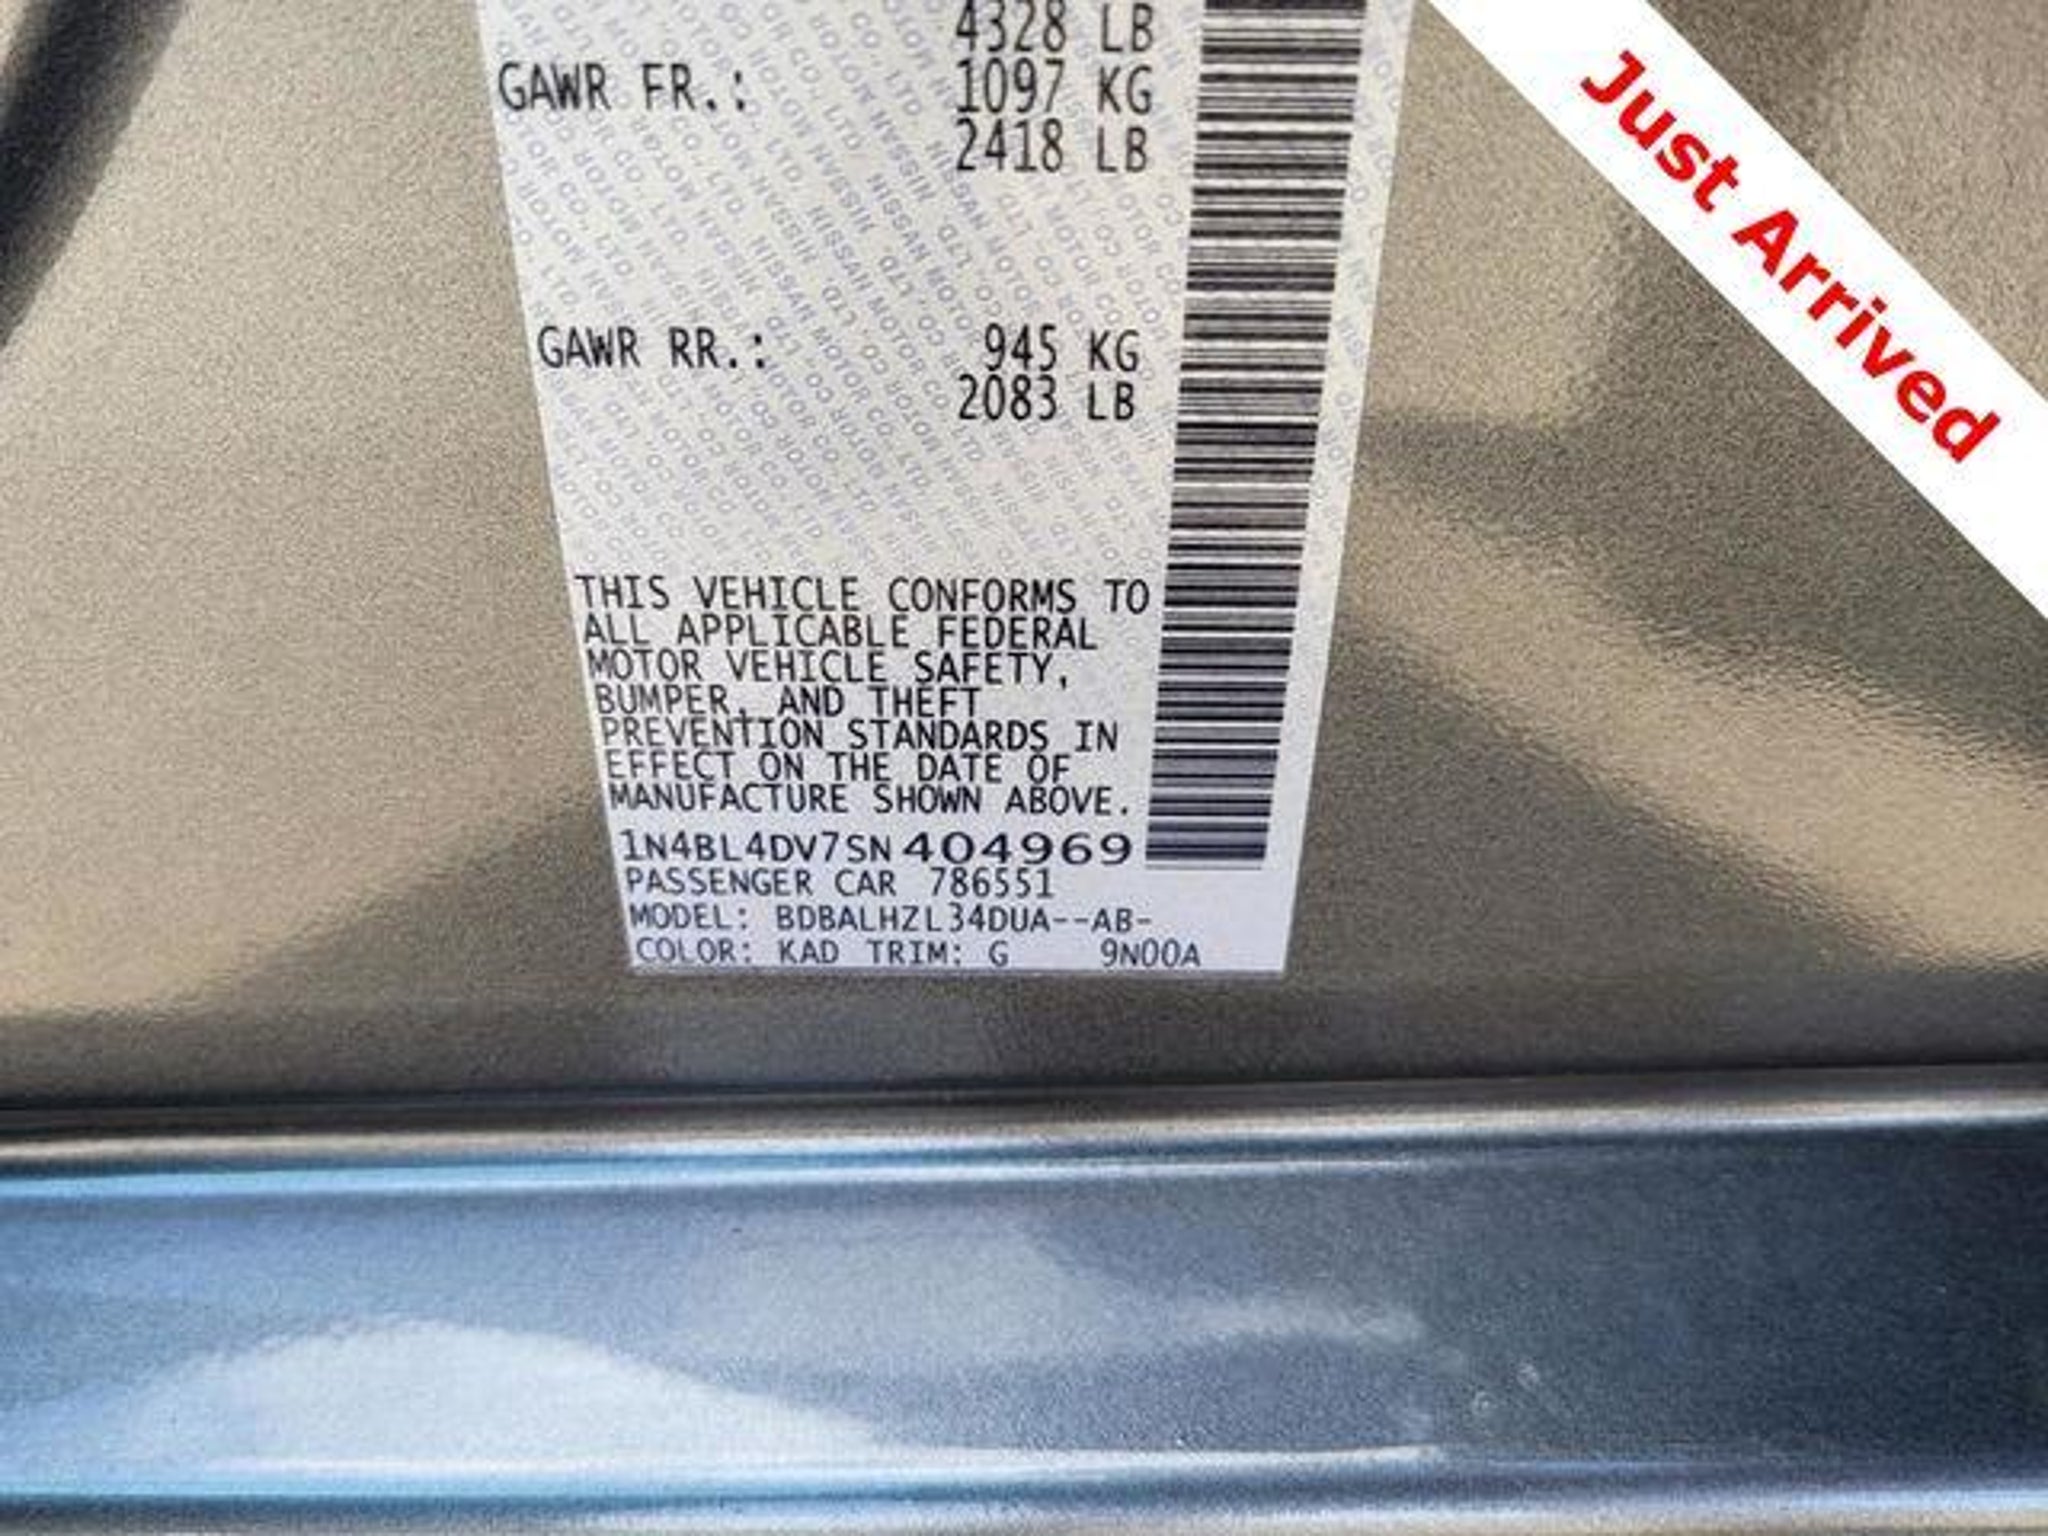 4328 LB
GAWR FR.: 1097 KG
2418 LB
GAWR RR.: 945 KG
2083 LB
THIS VEHICLE CONFORMS TO
ALL APPLICABLE FEDERAL
MOTOR VEHICLE SAFETY,
BUMPER, AND THEFT
PREVENTION STANDARDS IN
EFFECT ON THE DATE OF
MANUFACTURE SHOWN ABOVE.
1N4BL4DV7SN404969
PASSENGER CAR 786551
MODEL: BDBALHZL34DUA--AB-
COLOR: KAD TRIM: G 9N00A
Just Arrived